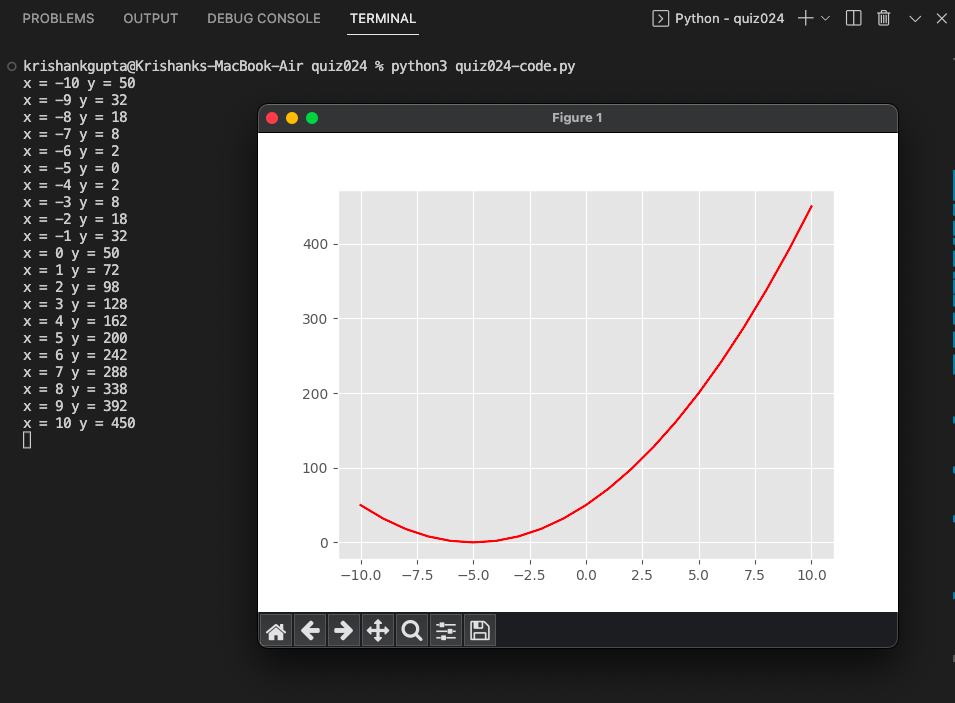 PROBLEMS OUTPUT DEBUG CONSOLE TERMINAL Python - quiz024
krishankgupta@Krishanks-MacBook-Air quiz024 % python3 quiz024-code.py
x = -10 y = 50
x = -9 y = 32
x = -8 y = 18
x = -7 y = 8
x = -6 y = 2
x = -5 y = 0
x = -4 y = 2
x = -3 y = 8
x = -2 y = 18
x = -1 y = 32
x = 0 y = 50
x = 1 y = 72
x = 2 y = 98
x = 3 y = 128
x = 4 y = 162
x = 5 y = 200
x = 6 y = 242
x = 7 y = 288
x = 8 y = 338
x = 9 y = 392
x = 10 y = 450
Figure 1
400
300
200
100
0
−10.0 −7.5 −5.0 −2.5 0.0 2.5 5.0 7.5 10.0